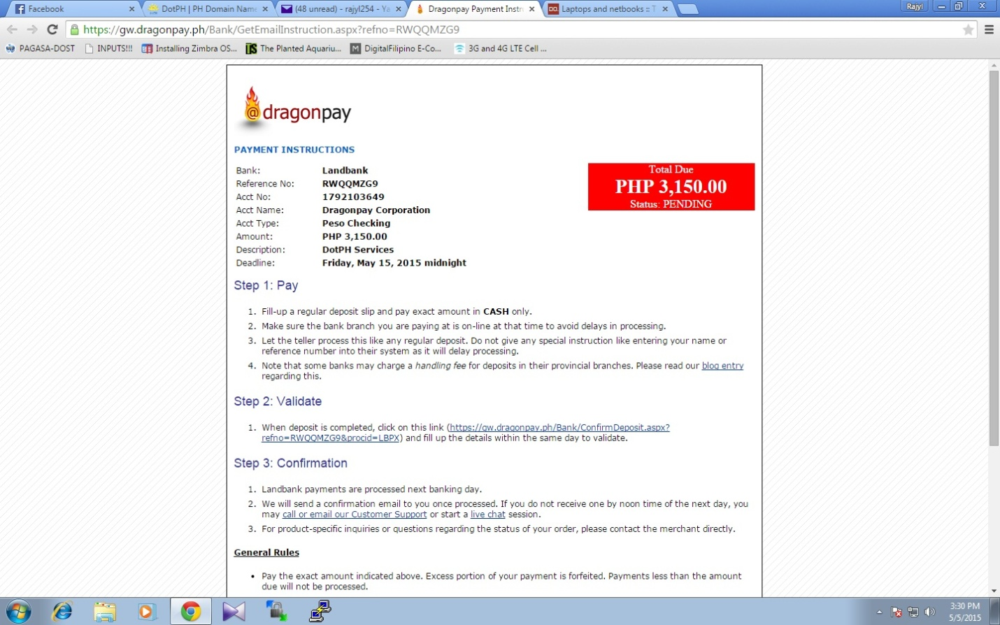 Facebook
DotPH | PH Domain Name
(48 unread) - rajyl254 - Ya
Dragonpay Payment Instr
Laptops and netbooks :: T
Rajyl
https://gw.dragonpay.ph/Bank/GetEmailInstruction.aspx?refno=RWQQMZG9
PAGASA-DOST
INPUTS!!!
Installing Zimbra OS...
The Planted Aquariu...
DigitalFilipino E-Co...
3G and 4G LTE Cell ...
@dragonpay
PAYMENT INSTRUCTIONS
Bank: Landbank
Reference No: RWQQMZG9
Acct No: 1792103649
Acct Name: Dragonpay Corporation
Acct Type: Peso Checking
Amount: PHP 3,150.00
Description: DotPH Services
Deadline: Friday, May 15, 2015 midnight
Total Due
PHP 3,150.00
Status: PENDING
Step 1: Pay
1. Fill-up a regular deposit slip and pay exact amount in CASH only.
2. Make sure the bank branch you are paying at is on-line at that time to avoid delays in processing.
3. Let the teller process this like any regular deposit. Do not give any special instruction like entering your name or
reference number into their system as it will delay processing.
4. Note that some banks may charge a handling fee for deposits in their provincial branches. Please read our blog entry
regarding this.
Step 2: Validate
1. When deposit is completed, click on this link (https://gw.dragonpay.ph/Bank/ConfirmDeposit.aspx?
refno=RWQQMZG9&procid=LBPX) and fill up the details within the same day to validate.
Step 3: Confirmation
1. Landbank payments are processed next banking day.
2. We will send a confirmation email to you once processed. If you do not receive one by noon time of the next day, you
may call or email our Customer Support or start a live chat session.
3. For product-specific inquiries or questions regarding the status of your order, please contact the merchant directly.
General Rules
• Pay the exact amount indicated above. Excess portion of your payment is forfeited. Payments less than the amount
due will not be processed.
3:30 PM
5/5/2015